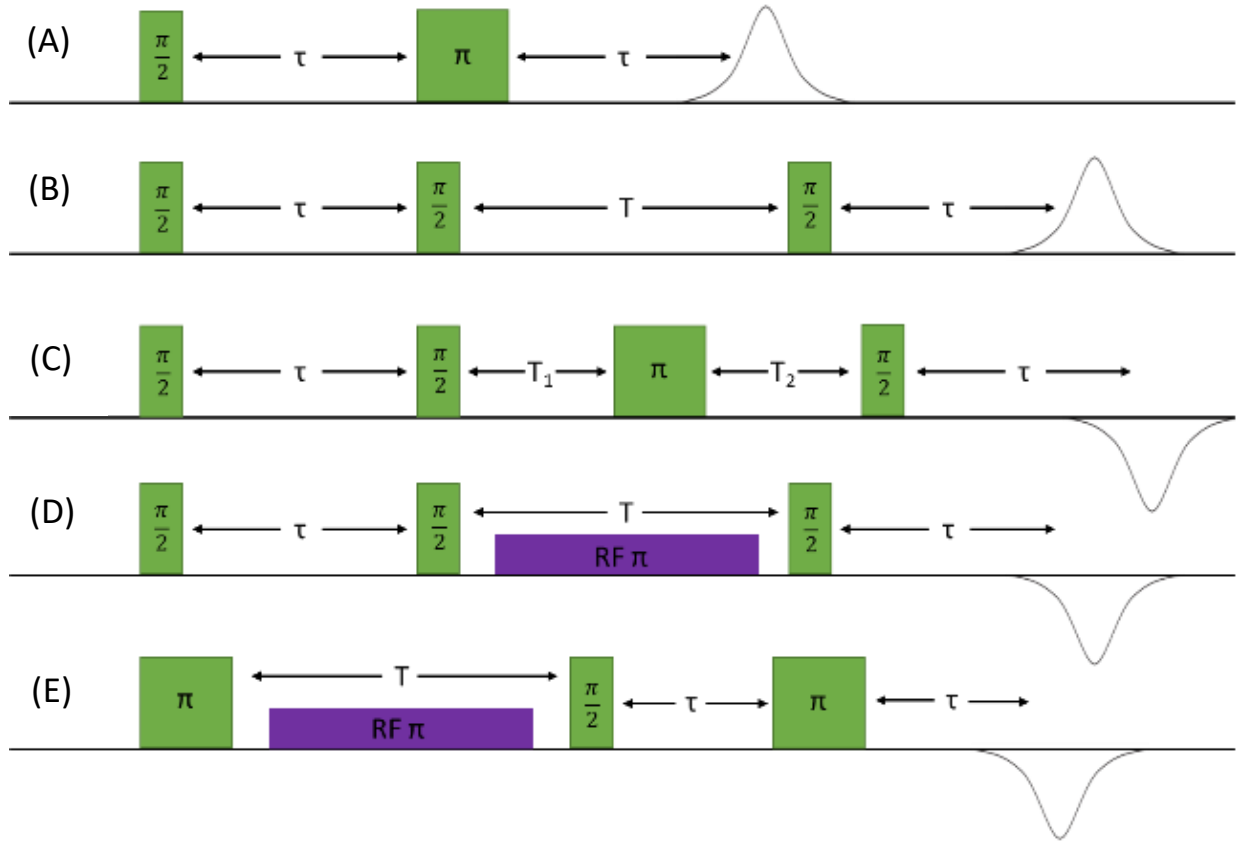 (A) π/2 τ π τ
(B) π/2 τ π/2 T π/2 τ
(C) π/2 τ π/2 T₁ π T₂ π/2 τ
(D) π/2 τ π/2 T π/2 τ
RF π
(E) π T π/2 τ π τ
RF π